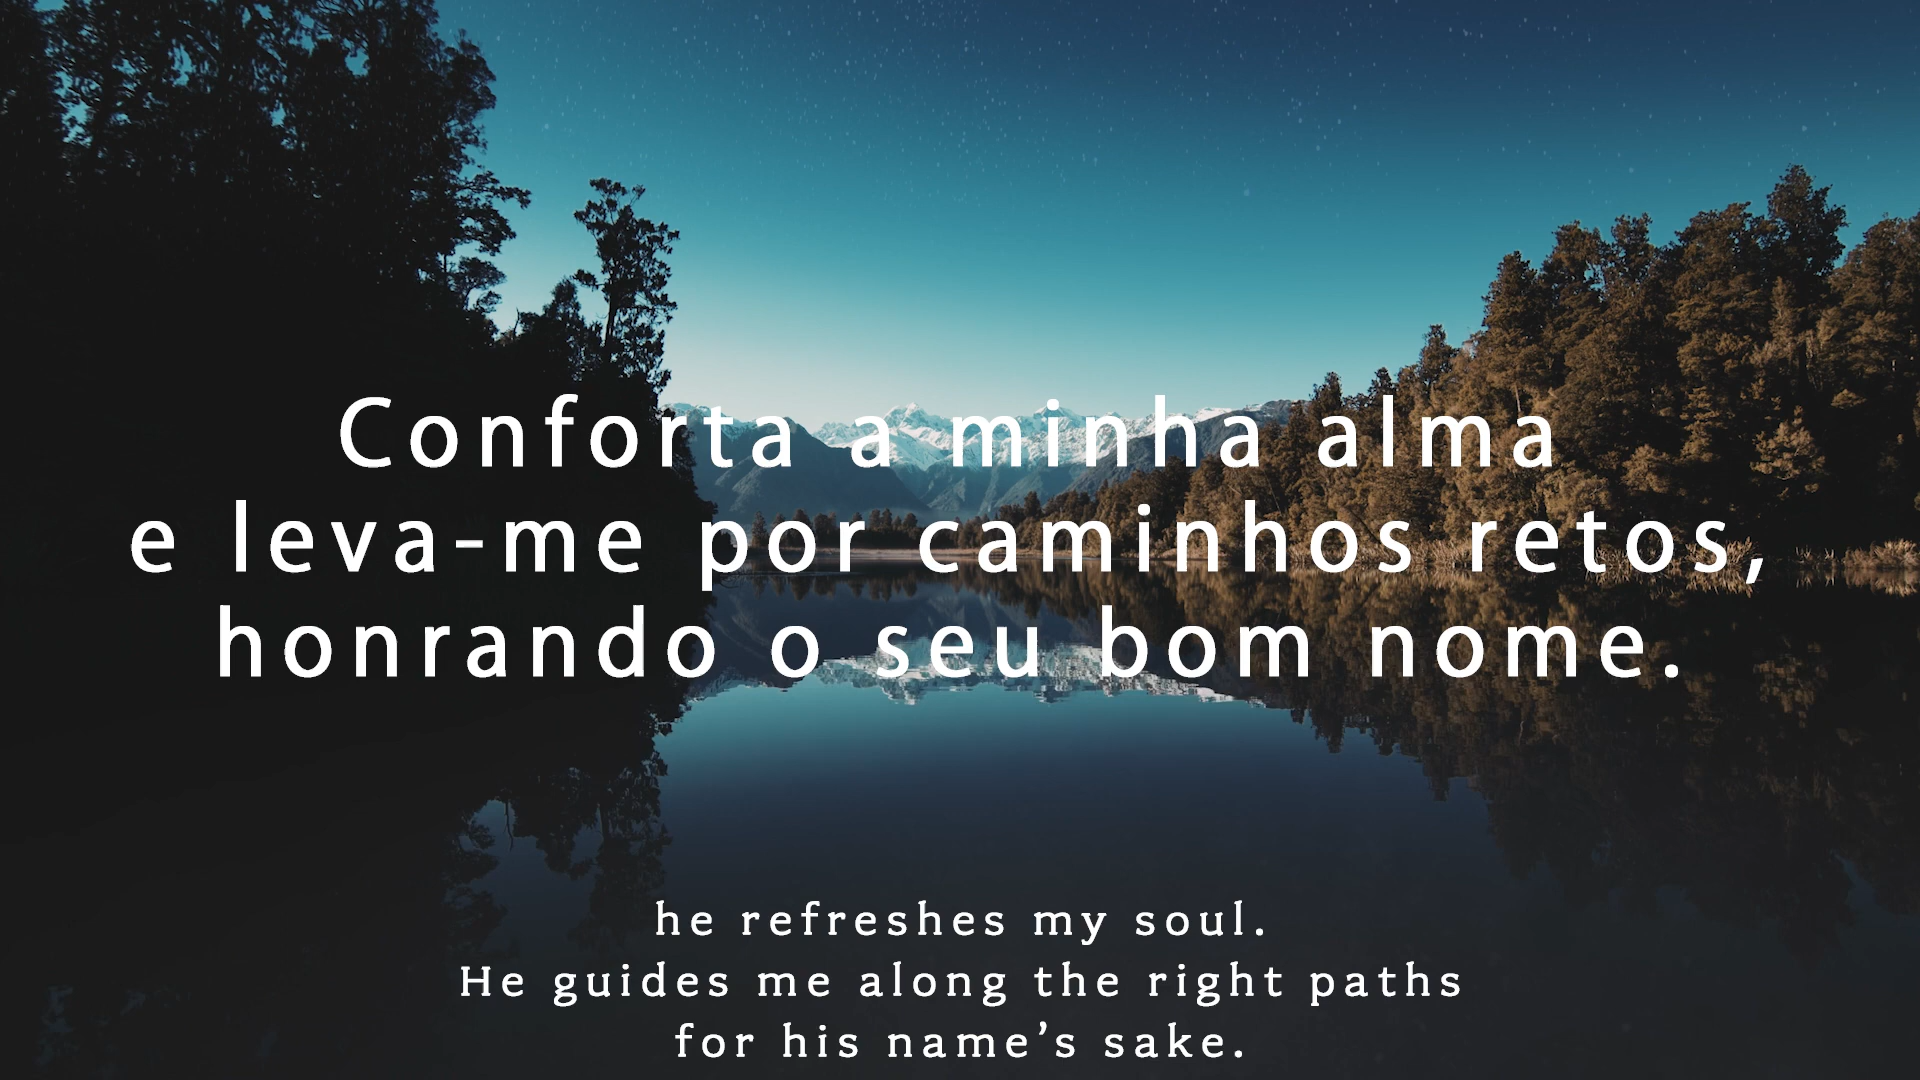 Conforta a minha alma
e leva-me por caminhos retos,
honrando o seu bom nome.
he refreshes my soul.
He guides me along the right paths
for his name’s sake.